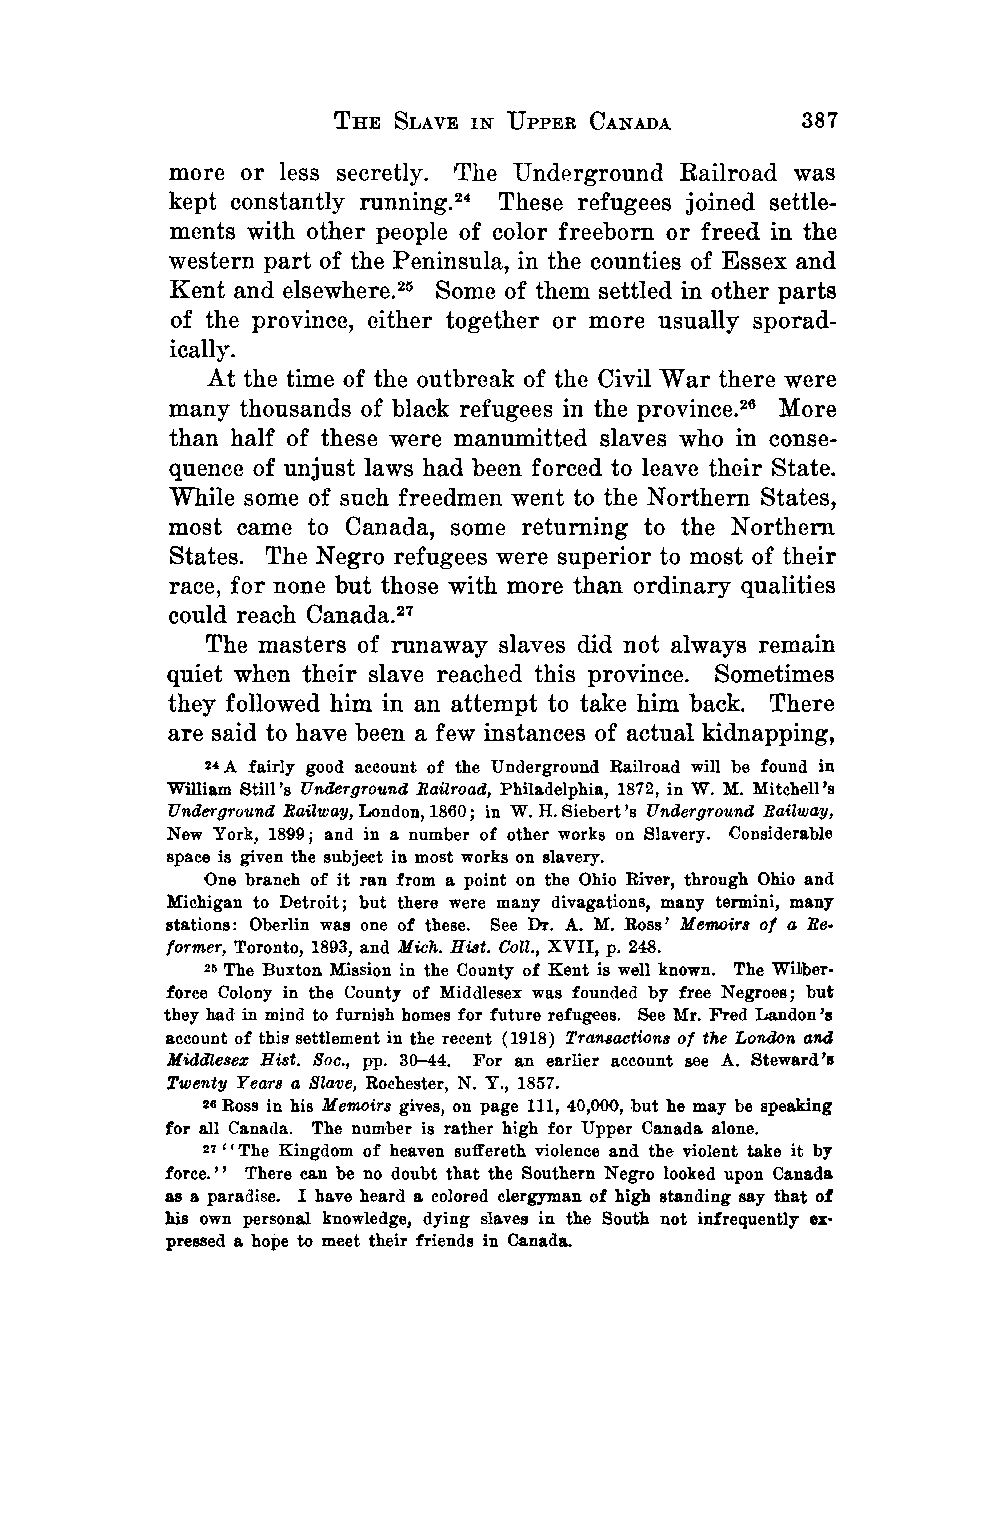 THE SLAVE IN UPPER CANADA 387
more or less secretly. The Underground Railroad was
kept constantly running.²⁴ These refugees joined settle-
ments with other people of color freeborn or freed in the
western part of the Peninsula, in the counties of Essex and
Kent and elsewhere.²⁵ Some of them settled in other parts
of the province, either together or more usually sporad-
ically.
At the time of the outbreak of the Civil War there were
many thousands of black refugees in the province.²⁶ More
than half of these were manumitted slaves who in conse-
quence of unjust laws had been forced to leave their State.
While some of such freedmen went to the Northern States,
most came to Canada, some returning to the Northern
States. The Negro refugees were superior to most of their
race, for none but those with more than ordinary qualities
could reach Canada.²⁷
The masters of runaway slaves did not always remain
quiet when their slave reached this province. Sometimes
they followed him in an attempt to take him back. There
are said to have been a few instances of actual kidnapping,
²⁴ A fairly good account of the Underground Railroad will be found in
William Still's Underground Railroad, Philadelphia, 1872, in W. M. Mitchell's
Underground Railway, London, 1860; in W. H. Siebert's Underground Railway,
New York, 1899; and in a number of other works on Slavery. Considerable
space is given the subject in most works on slavery.
One branch of it ran from a point on the Ohio River, through Ohio and
Michigan to Detroit; but there were many divagations, many termini, many
stations: Oberlin was one of these. See Dr. A. M. Ross' Memoirs of a Re-
former, Toronto, 1893, and Mich. Hist. Coll., XVII, p. 248.
²⁵ The Buxton Mission in the County of Kent is well known. The Wilber-
force Colony in the County of Middlesex was founded by free Negroes; but
they had in mind to furnish homes for future refugees. See Mr. Fred Landon's
account of this settlement in the recent (1918) Transactions of the London and
Middlesex Hist. Soc., pp. 30–44. For an earlier account see A. Steward's
Twenty Years a Slave, Rochester, N. Y., 1857.
²⁶ Ross in his Memoirs gives, on page 111, 40,000, but he may be speaking
for all Canada. The number is rather high for Upper Canada alone.
²⁷ "The Kingdom of heaven suffereth violence and the violent take it by
force." There can be no doubt that the Southern Negro looked upon Canada
as a paradise. I have heard a colored clergyman of high standing say that of
his own personal knowledge, dying slaves in the South not infrequently ex-
pressed a hope to meet their friends in Canada.